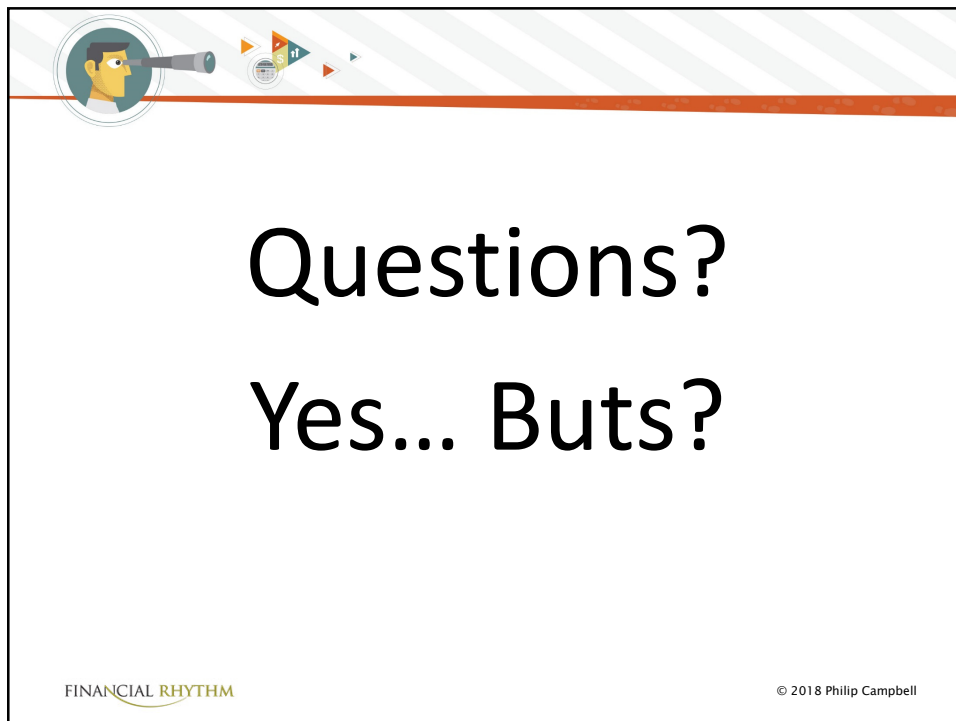 $
Questions?
Yes... Buts?
FINANCIAL RHYTHM
© 2018 Philip Campbell